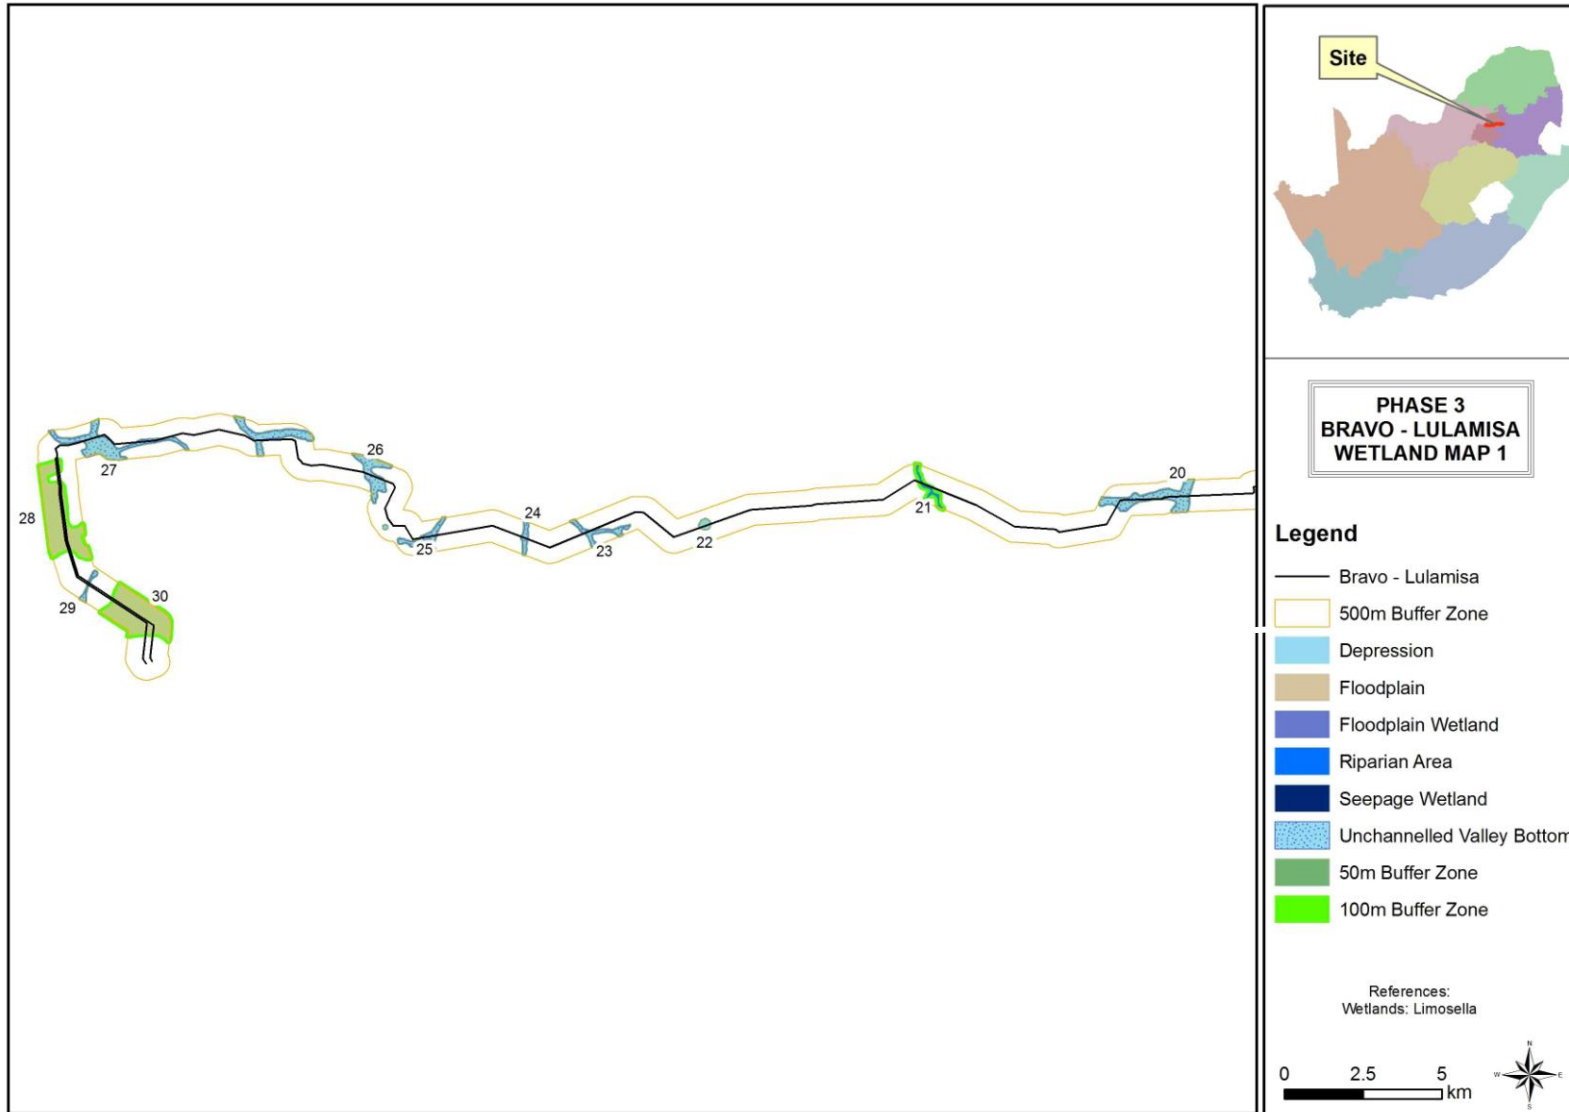 Site
PHASE 3
BRAVO - LULAMISA
WETLAND MAP 1
26
27
28
29
30
25
24
23
22
21
20
Legend
Bravo - Lulamisa
500m Buffer Zone
Depression
Floodplain
Floodplain Wetland
Riparian Area
Seepage Wetland
Unchannelled Valley Bottom
50m Buffer Zone
100m Buffer Zone
References:
Wetlands: Limosella
0 2.5 5
km
N
W E
S